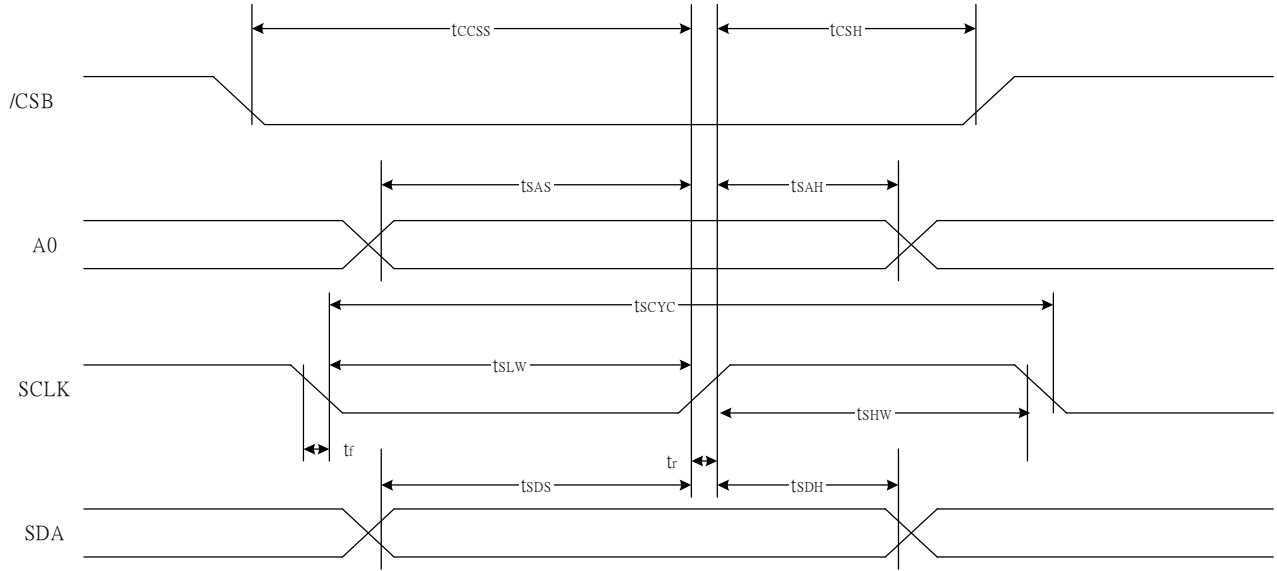 tCCSS
tCSH
/CSB
tSAS
tSAH
A0
tSCYC
tSLW
SCLK
tSHW
tf
tr
tSDS
tSDH
SDA